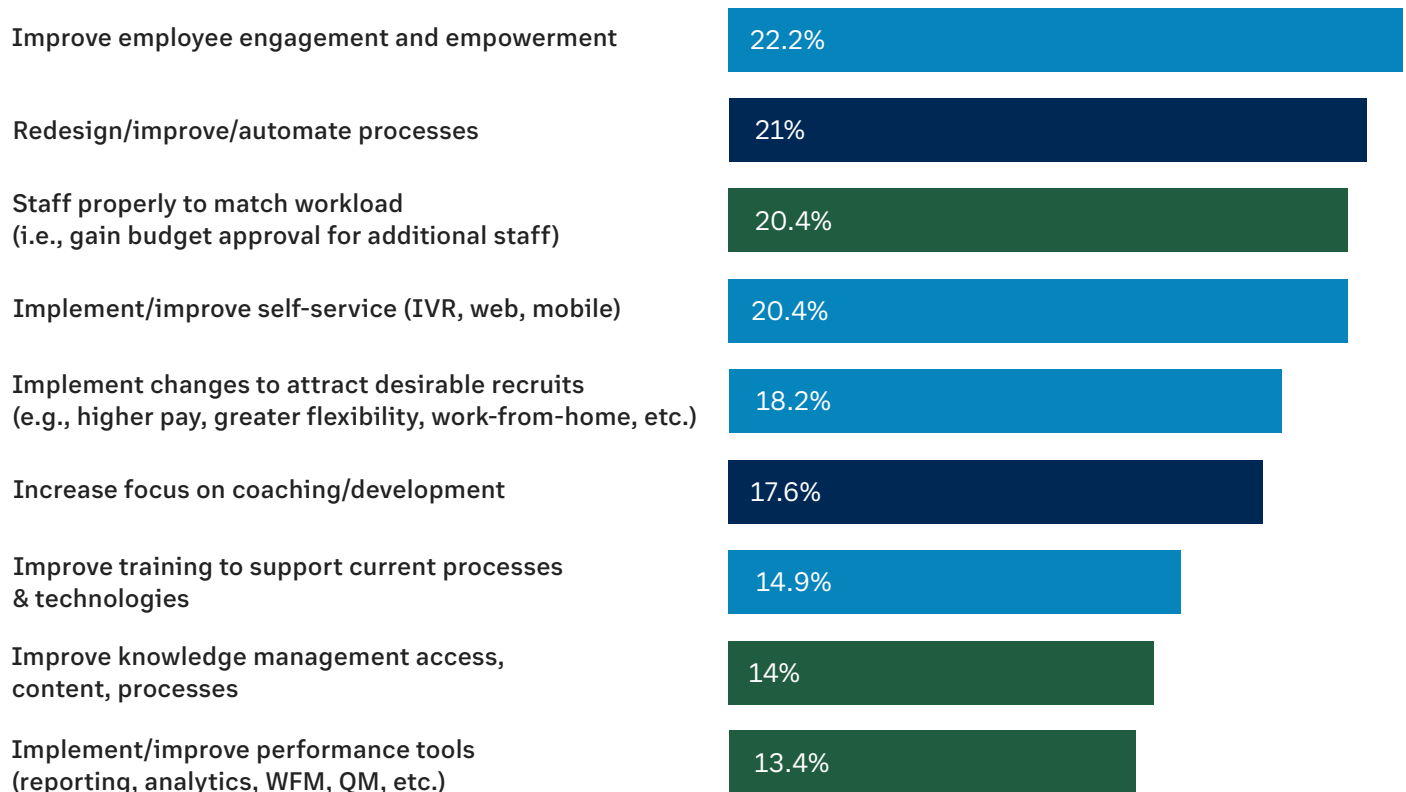 Improve employee engagement and empowerment
22.2%
Redesign/improve/automate processes
21%
Staff properly to match workload
(i.e., gain budget approval for additional staff)
20.4%
Implement/improve self-service (IVR, web, mobile)
20.4%
Implement changes to attract desirable recruits
(e.g., higher pay, greater flexibility, work-from-home, etc.)
18.2%
Increase focus on coaching/development
17.6%
Improve training to support current processes
& technologies
14.9%
Improve knowledge management access,
content, processes
14%
Implement/improve performance tools
(reporting, analytics, WFM, QM, etc.)
13.4%